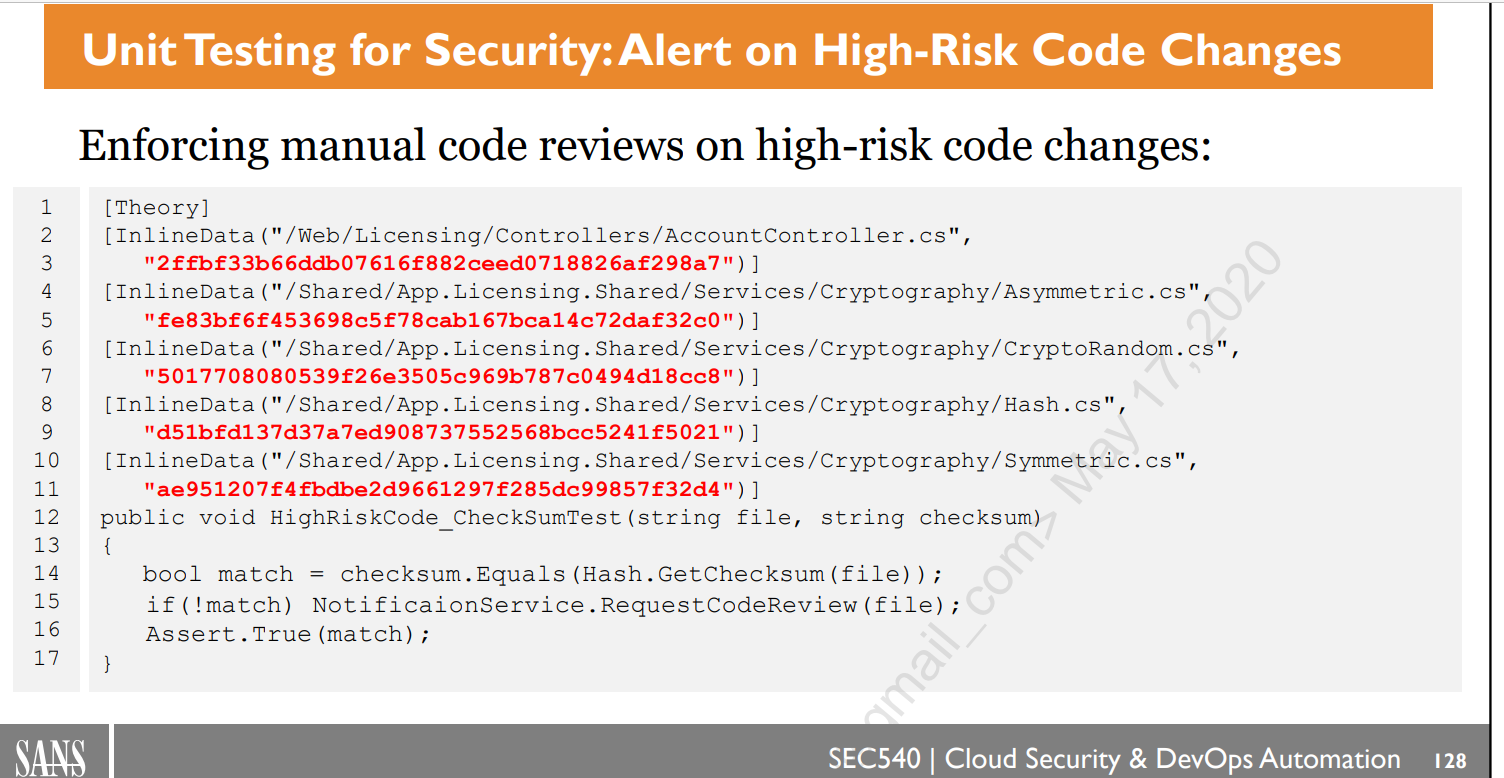 Unit Testing for Security: Alert on High-Risk Code Changes
Enforcing manual code reviews on high-risk code changes:
1 [Theory]
2 [InlineData("/Web/Licensing/Controllers/AccountController.cs",
3 "2ffbf33b66ddb07616f882ceed0718826af298a7")]
4 [InlineData("/Shared/App.Licensing.Shared/Services/Cryptography/Asymmetric.cs",
5 "fe83bf6f453698c5f78cab167bca14c72daf32c0")]
6 [InlineData("/Shared/App.Licensing.Shared/Services/Cryptography/CryptoRandom.cs",
7 "5017708080539f26e3505c969b787c0494d18cc8")]
8 [InlineData("/Shared/App.Licensing.Shared/Services/Cryptography/Hash.cs",
9 "d51bfd137d37a7ed908737552568bcc5241f5021")]
10 [InlineData("/Shared/App.Licensing.Shared/Services/Cryptography/Symmetric.cs",
11 "ae951207f4fbdbe2d9661297f285dc99857f32d4")]
12 public void HighRiskCode_CheckSumTest(string file, string checksum)
13 {
14 bool match = checksum.Equals(Hash.GetChecksum(file));
15 if(!match) NotificaionService.RequestCodeReview(file);
16 Assert.True(match);
17 }
gmail_com> May 17, 2020
SANS
SEC540 | Cloud Security & DevOps Automation 128